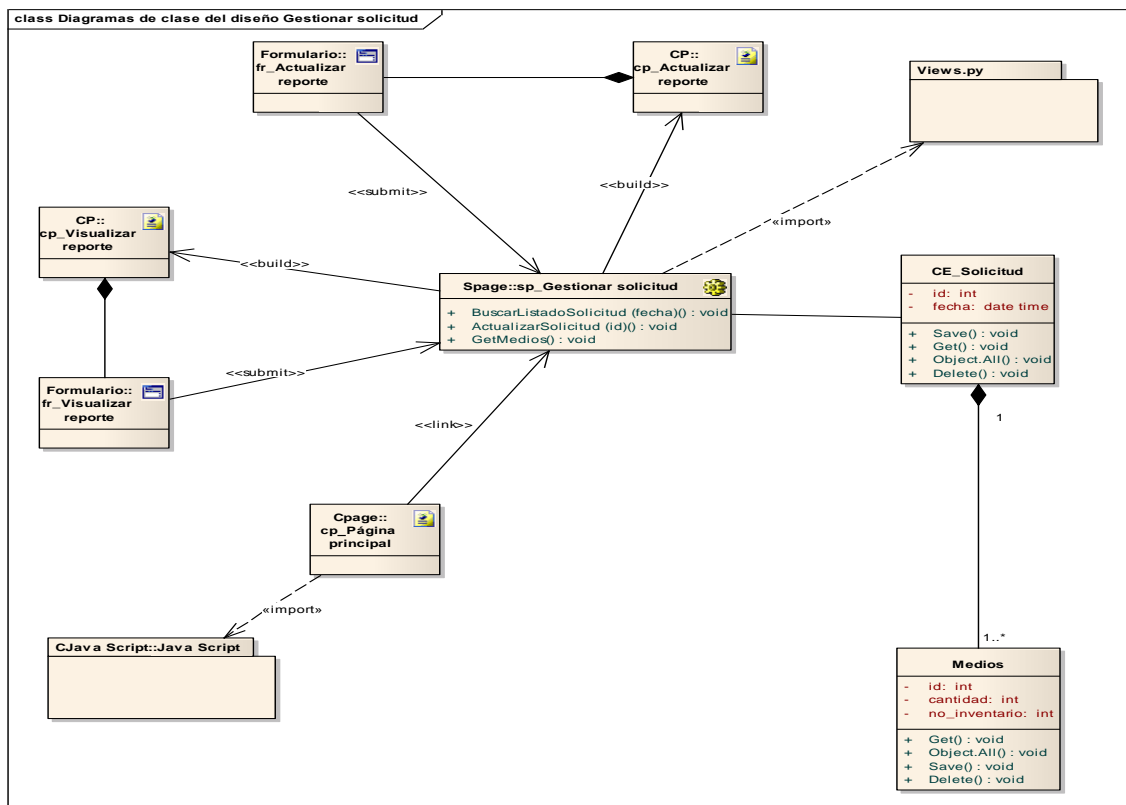 class Diagramas de clase del diseño Gestionar solicitud
Formulario::
fr_Actualizar
reporte
CP::
cp_Actualizar
reporte
Views.py
<<submit>>
<<build>>
«import»
CP::
cp_Visualizar
reporte
<<build>>
Spage::sp_Gestionar solicitud
+ BuscarListadoSolicitud (fecha)() : void
+ ActualizarSolicitud (id)() : void
+ GetMedios() : void
CE_Solicitud
- id: int
- fecha: date time
+ Save() : void
+ Get() : void
+ Object.All() : void
+ Delete() : void
Formulario::
fr_Visualizar
reporte
<<submit>>
<<link>>
1
Cpage::
cp_Página
principal
«import»
CJava Script::Java Script
1..*
Medios
- id: int
- cantidad: int
- no_inventario: int
+ Get() : void
+ Object.All() : void
+ Save() : void
+ Delete() : void